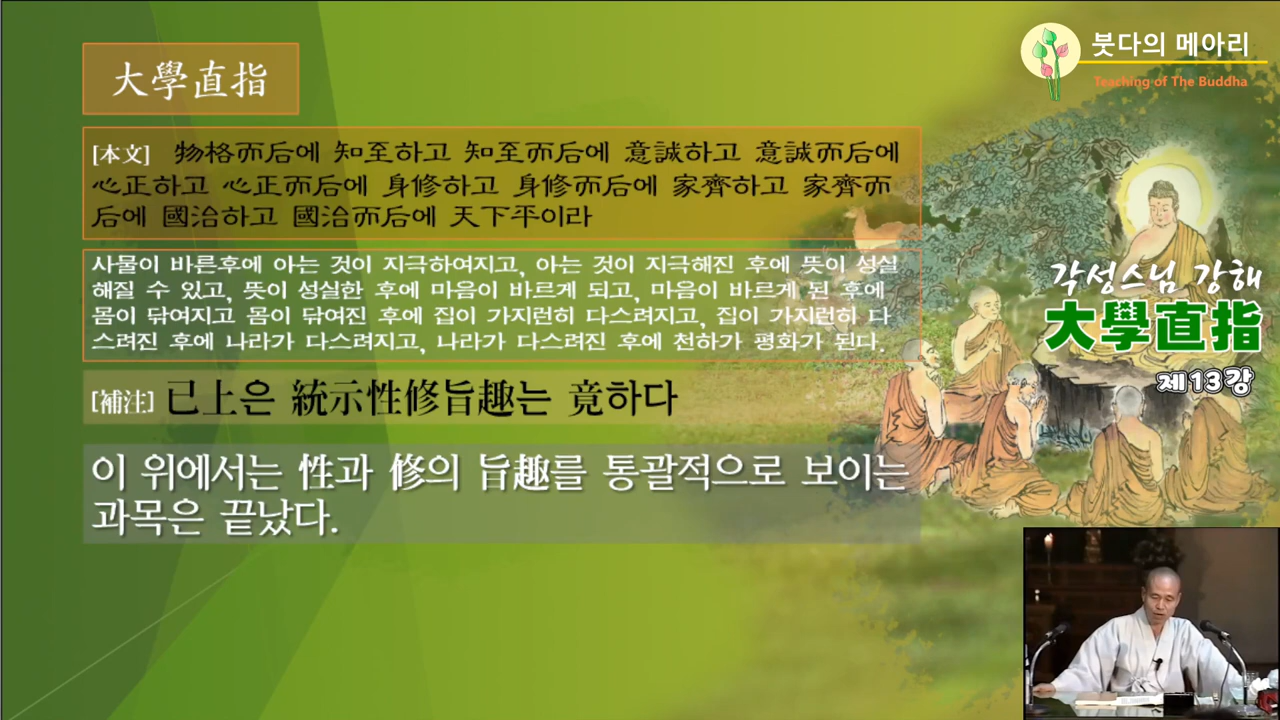 大學直指
[本文] 物格而后에 知至하고 知至而后에 意誠하고 意誠而后에
心正하고 心正而后에 身修하고 身修而后에 家齊하고 家齊而
后에 國治하고 國治而后에 天下平이라
사물이 바른후에 아는 것이 지극하여지고, 아는 것이 지극해진 후에 뜻이 성실
해질 수 있고, 뜻이 성실한 후에 마음이 바르게 되고, 마음이 바르게 된 후에
몸이 닦여지고 몸이 닦여진 후에 집이 가지런히 다스려지고, 집이 가지런히 다
스려진 후에 나라가 다스려지고, 나라가 다스려진 후에 천하가 평화가 된다.
[補注] 已上은 統示性修旨趣는 竟하다
이 위에서는 性과 修의 旨趣를 통괄적으로 보이는
과목은 끝났다.
붓다의 메아리
Teaching of The Buddha
각성스님 강해
大學直指
제13강